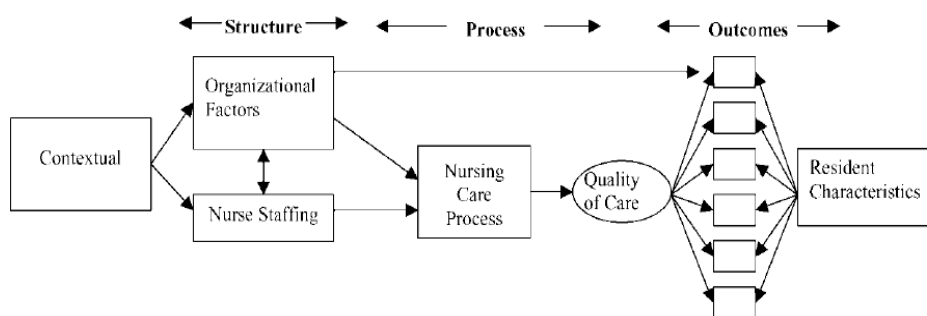 Structure
Process
Outcomes
Organizational
Factors
Contextual
Nurse Staffing
Nursing
Care
Process
Quality
of Care
Resident
Characteristics